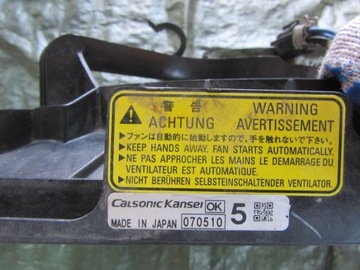 警告 WARNING
ACHTUNG AVERTISSEMENT
▶ファンは自動的に始動しますので、手を触れないで下さい。
▶KEEP HANDS AWAY. FAN STARTS AUTOMATICALLY.
▶NE PAS APPROCHER LES MAINS LE DEMARRAGE DU
VENTILATEUR EST AUTOMATIQUE.
▶NICHT BERÜHREN SELBSTEINSCHALTENDER VENTILATOR.
Calsonic Kansei OK 5
MADE IN JAPAN 070510